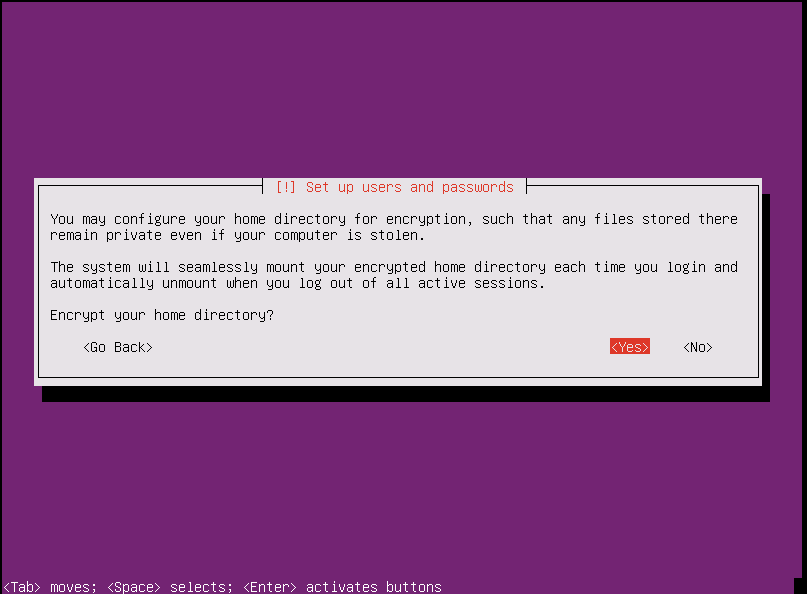 [!] Set up users and passwords
You may configure your home directory for encryption, such that any files stored there
remain private even if your computer is stolen.
The system will seamlessly mount your encrypted home directory each time you login and
automatically unmount when you log out of all active sessions.
Encrypt your home directory?
<Go Back> <Yes> <No>
<Tab> moves; <Space> selects; <Enter> activates buttons